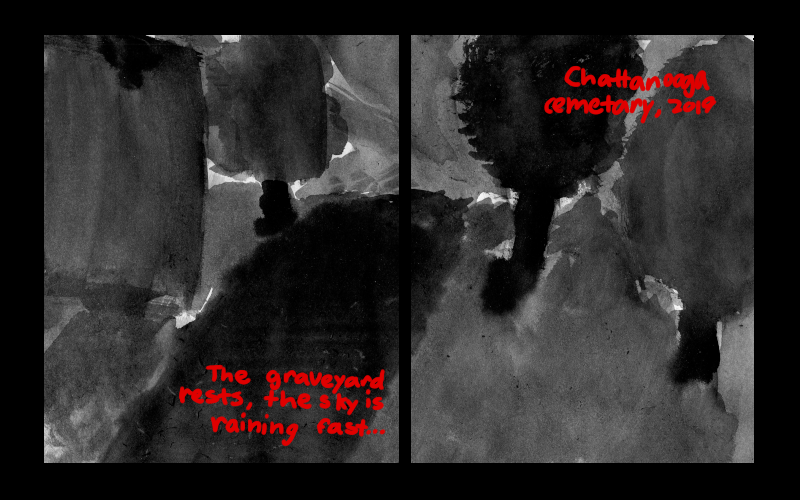 The graveyard
rests, the sky is
raining fast...
Chattanooga
cemetary, 2019